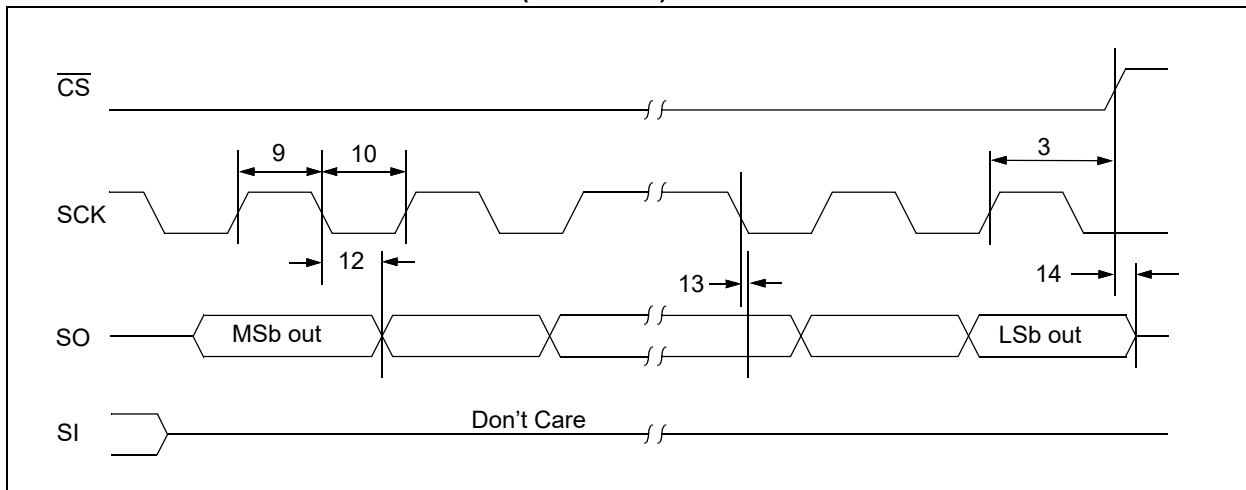 CS
9
10
3
SCK
12
13
14
SO
MSb out
LSb out
SI
Don't Care